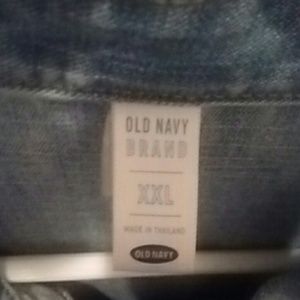 OLD NAVY
BRAND
XXL
MADE IN THAILAND
OLD NAVY